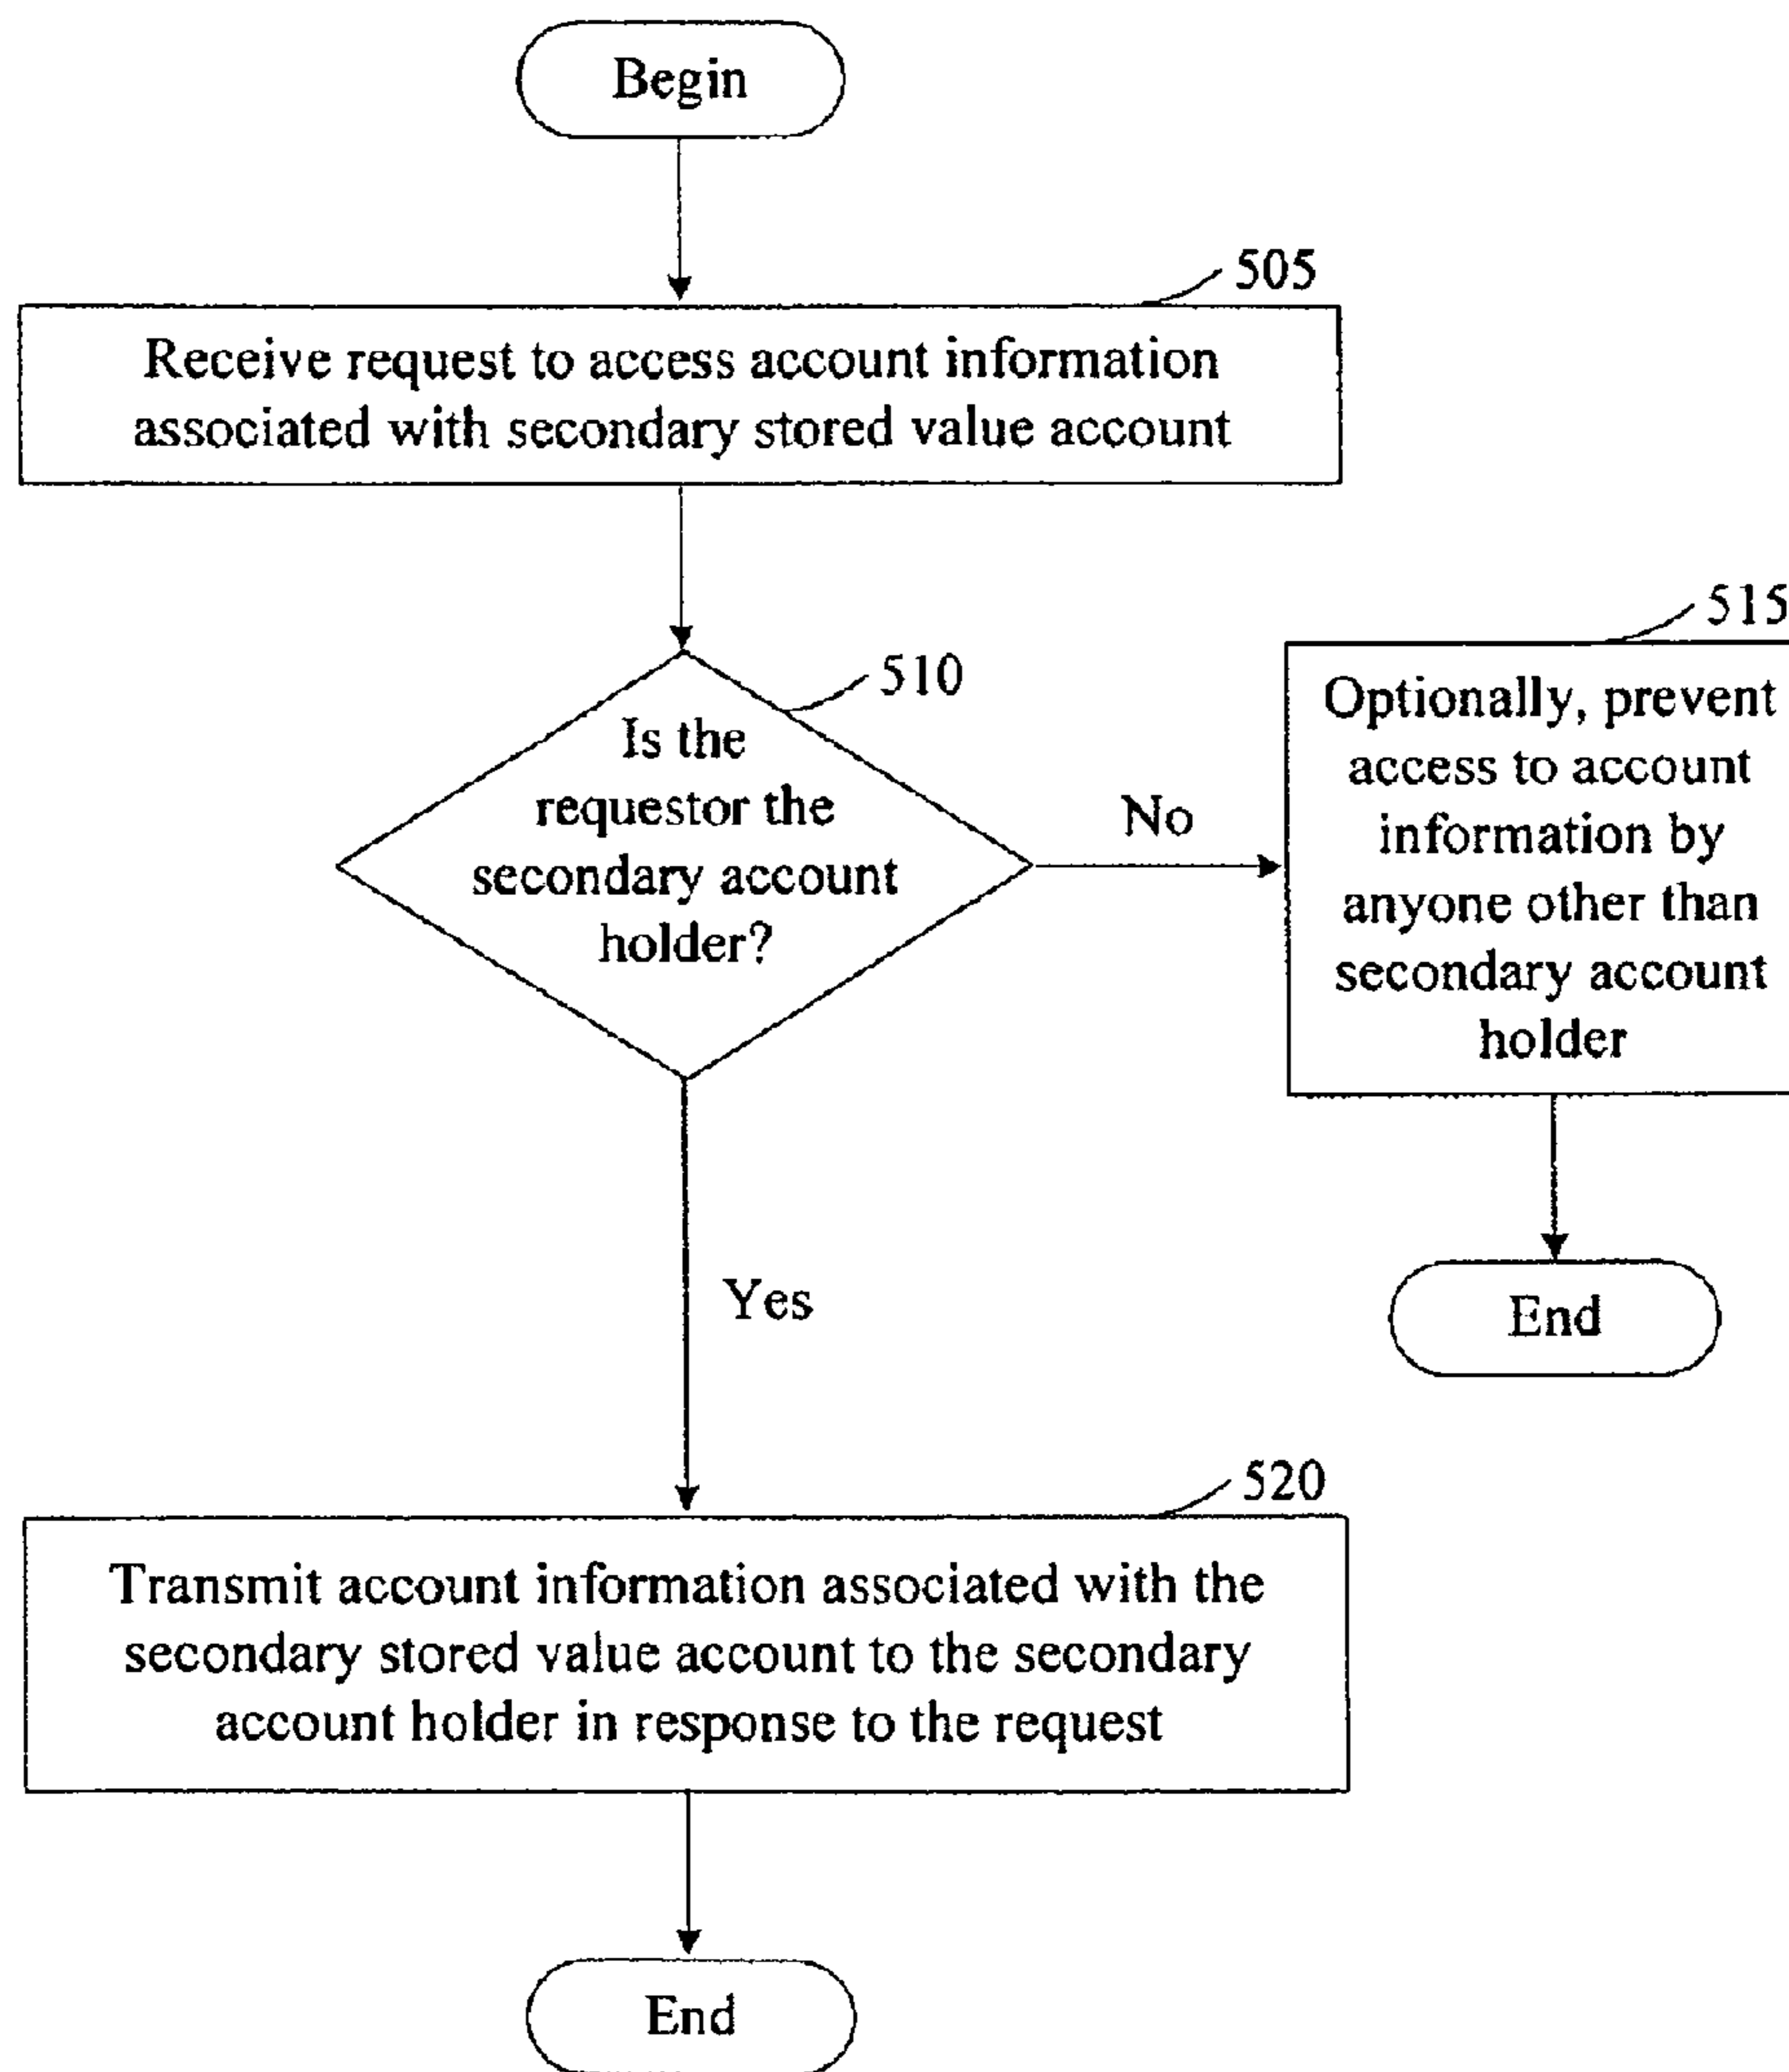 Begin
505
Receive request to access account information
associated with secondary stored value account
510
Is the
requestor the
secondary account
holder?
No
515
Optionally, prevent
access to account
information by
anyone other than
secondary account
holder
End
Yes
520
Transmit account information associated with the
secondary stored value account to the secondary
account holder in response to the request
End